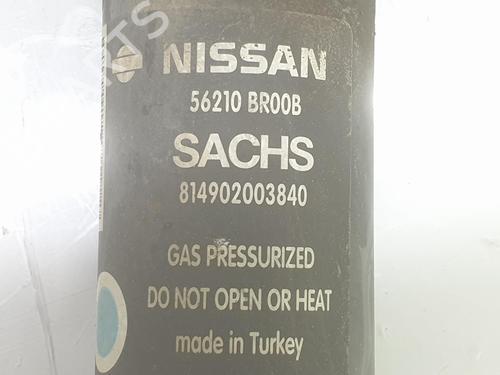 NISSAN
56210 BR00B
SACHS
814902003840
GAS PRESSURIZED
DO NOT OPEN OR HEAT
made in Turkey